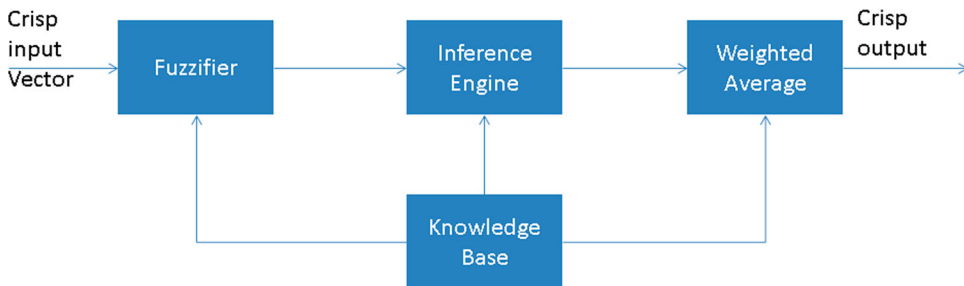 Crisp
input
Vector
Fuzzifier
Inference
Engine
Weighted
Average
Crisp
output
Knowledge
Base